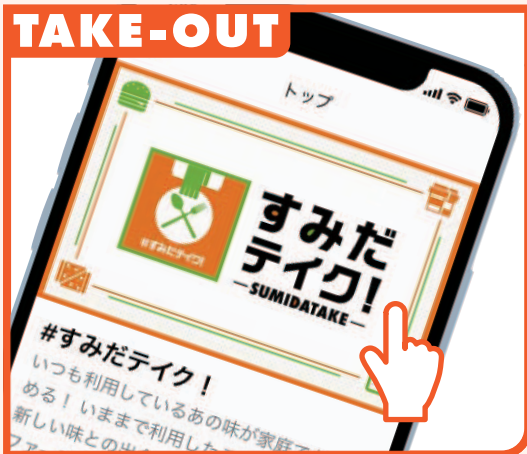 TAKE-OUT
トップ
#すみだテイク!
すみだ
テイク!
SUMIDATAKE
#すみだテイク！
いつも利用しているあの味が家庭で
める！いままで利用した
新しい味との出
ファ